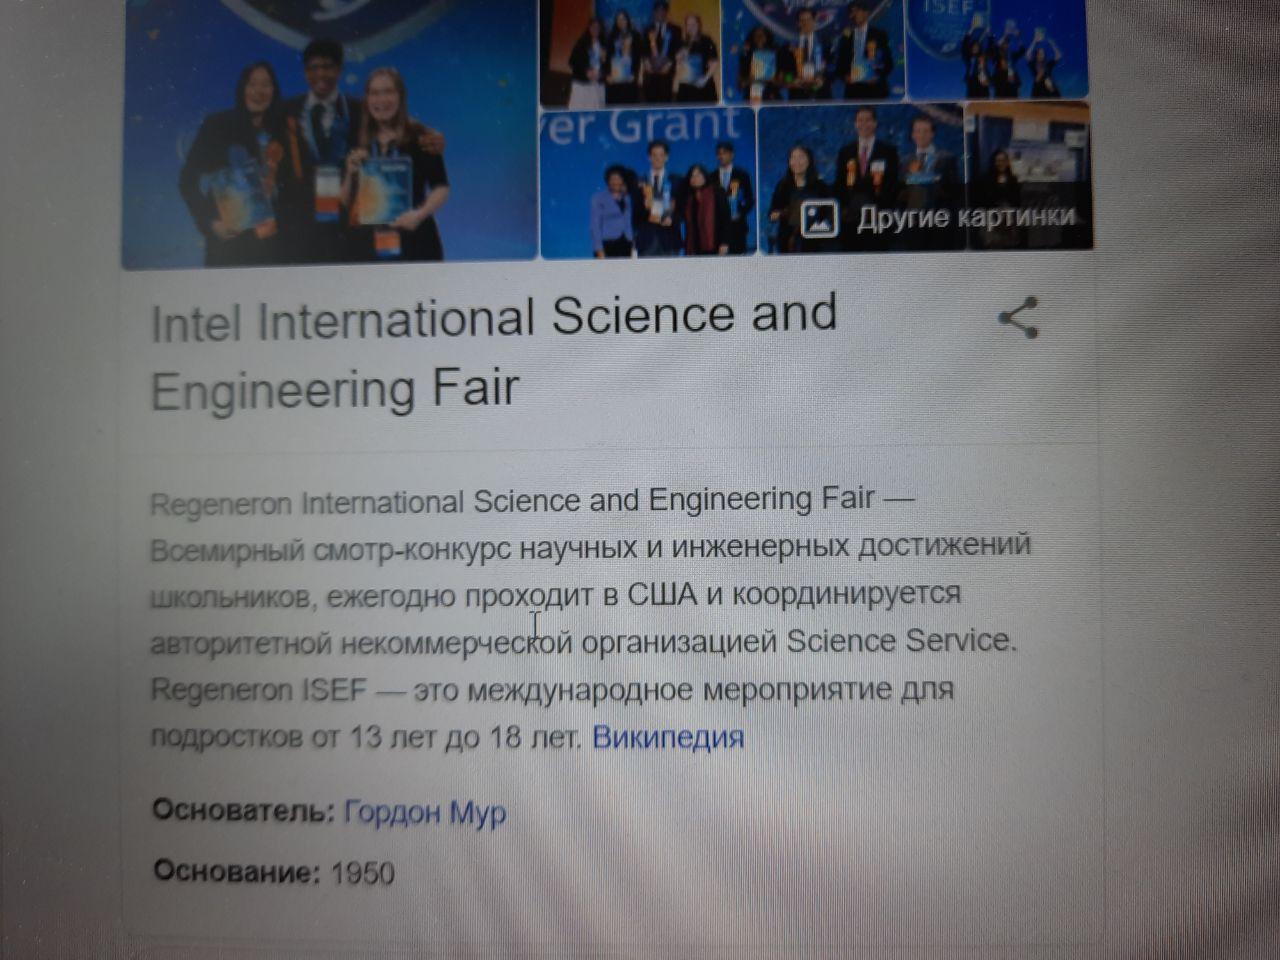 ISEF
er Grant
Другие картинки
Intel International Science and
Engineering Fair
Regeneron International Science and Engineering Fair —
Всемирный смотр-конкурс научных и инженерных достижений
школьников, ежегодно проходит в США и координируется
авторитетной некоммерческой организацией Science Service.
Regeneron ISEF — это международное мероприятие для
подростков от 13 лет до 18 лет. Википедия
Основатель: Гордон Мур
Основание: 1950